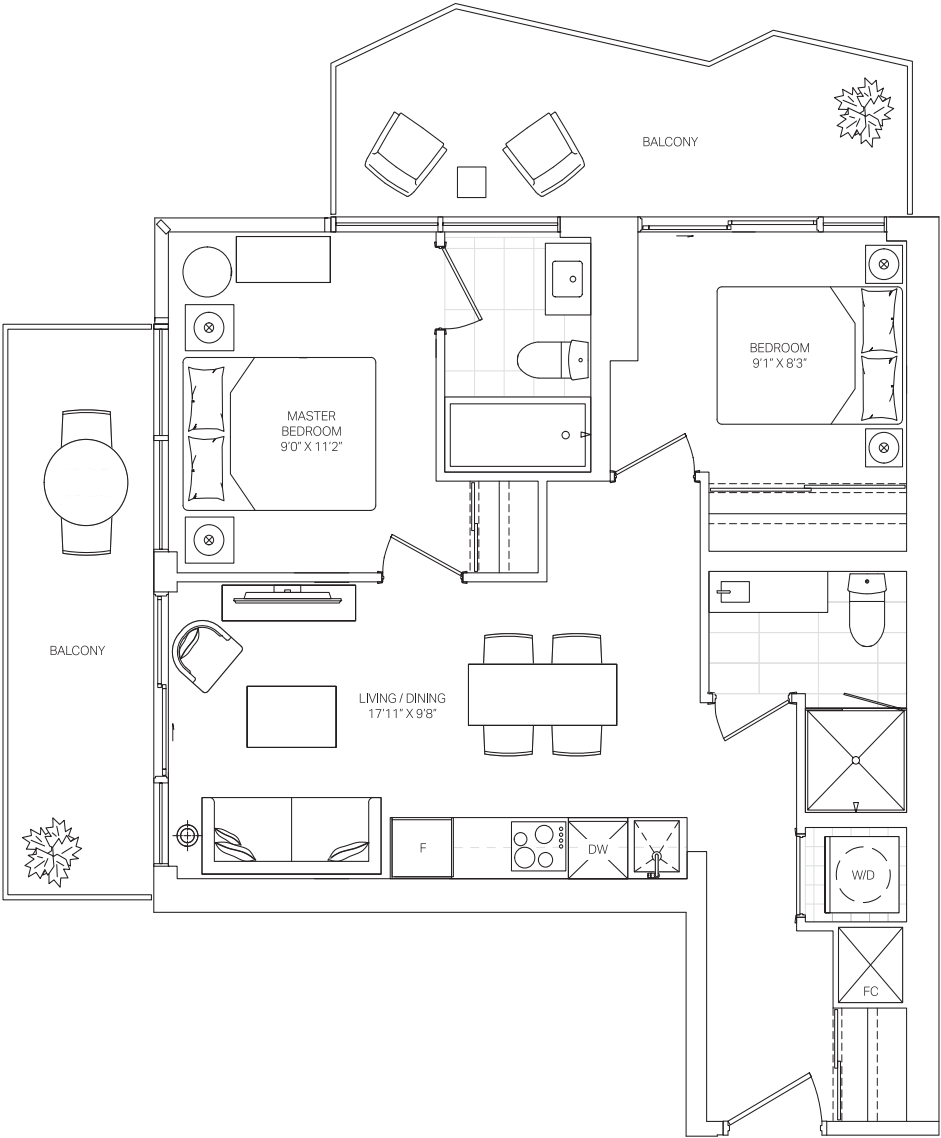 BALCONY
BEDROOM
9'1" X 8'3"
MASTER
BEDROOM
9'0" X 11'2"
BALCONY
LIVING / DINING
17'11" X 9'8"
F
DW
W/D
FC